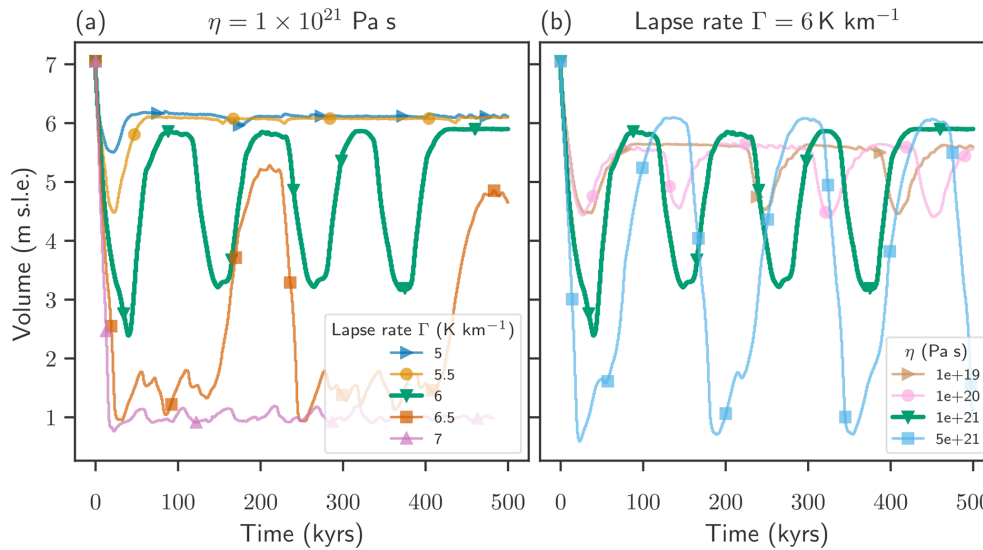 (a)
η = 1 × 10²¹ Pa s
(b)
Lapse rate Γ = 6 K km⁻¹
Volume (m s.l.e.)
7
6
5
4
3
2
1
Lapse rate Γ (K km⁻¹)
5
5.5
6
6.5
7
η (Pa s)
1e+19
1e+20
1e+21
5e+21
0 100 200 300 400 500
0 100 200 300 400 500
Time (kyrs)
Time (kyrs)